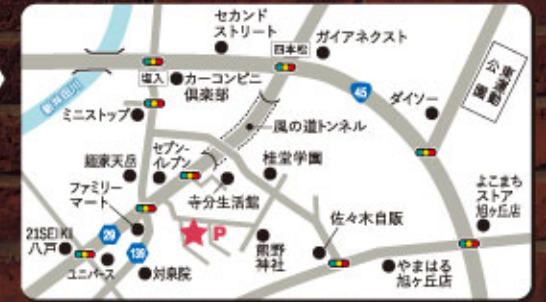 セカンド
ストリート
四本松
ガイアネクスト
新井田川
塩入
カーコンビニ
倶楽部
45
東運動
公園
ダイソー
ミニストップ
風の道トンネル
麺家天岳
セブン-
イレブン
桂堂学園
ファミリー
マート
寺分生活館
よこまち
ストア
旭ヶ丘店
21SEIKI
八戸
29
139
P
佐々木自販
熊野
神社
ユニバース
対泉院
やまはる
旭ヶ丘店